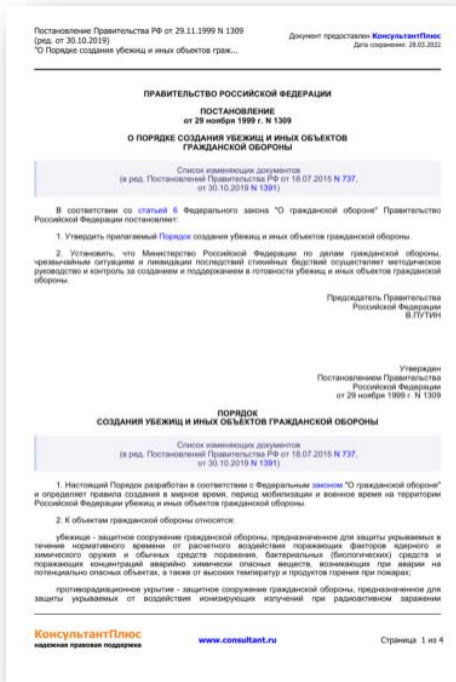 Постановление Правительства РФ от 29.11.1999 N 1309
(ред. от 30.10.2019)
"О Порядке создания убежищ и иных объектов граж...
Документ предоставлен КонсультантПлюс
Дата сохранения: 28.03.2022
ПРАВИТЕЛЬСТВО РОССИЙСКОЙ ФЕДЕРАЦИИ
ПОСТАНОВЛЕНИЕ
от 29 ноября 1999 г. N 1309
О ПОРЯДКЕ СОЗДАНИЯ УБЕЖИЩ И ИНЫХ ОБЪЕКТОВ
ГРАЖДАНСКОЙ ОБОРОНЫ
Список изменяющих документов
(в ред. Постановлений Правительства РФ от 18.07.2015 N 737,
от 30.10.2019 N 1391)
В соответствии со статьей 6 Федерального закона "О гражданской обороне" Правительство
Российской Федерации постановляет:
1. Утвердить прилагаемый Порядок создания убежищ и иных объектов гражданской обороны.
2. Установить, что Министерство Российской Федерации по делам гражданской обороны,
чрезвычайным ситуациям и ликвидации последствий стихийных бедствий осуществляет методическое
руководство и контроль за созданием и поддержанием в готовности убежищ и иных объектов гражданской
обороны.
Председатель Правительства
Российской Федерации
В.ПУТИН
Утвержден
Постановлением Правительства
Российской Федерации
от 29 ноября 1999 г. N 1309
ПОРЯДОК
СОЗДАНИЯ УБЕЖИЩ И ИНЫХ ОБЪЕКТОВ ГРАЖДАНСКОЙ ОБОРОНЫ
Список изменяющих документов
(в ред. Постановлений Правительства РФ от 18.07.2015 N 737,
от 30.10.2019 N 1391)
1. Настоящий Порядок разработан в соответствии с Федеральным законом "О гражданской обороне"
и определяет правила создания в мирное время, период мобилизации и военное время на территории
Российской Федерации убежищ и иных объектов гражданской обороны.
2. К объектам гражданской обороны относятся:
убежище - защитное сооружение гражданской обороны, предназначенное для защиты укрываемых в
течение нормативного времени от расчетного воздействия поражающих факторов ядерного и
химического оружия и обычных средств поражения, бактериальных (биологических) средств и
поражающих концентраций аварийно химически опасных веществ, возникающих при аварии на
потенциально опасных объектах, а также от высоких температур и продуктов горения при пожарах;
противорадиационное укрытие - защитное сооружение гражданской обороны, предназначенное для
защиты укрываемых от воздействия ионизирующих излучений при радиоактивном заражении
КонсультантПлюс
надежная правовая поддержка
www.consultant.ru
Страница 1 из 4